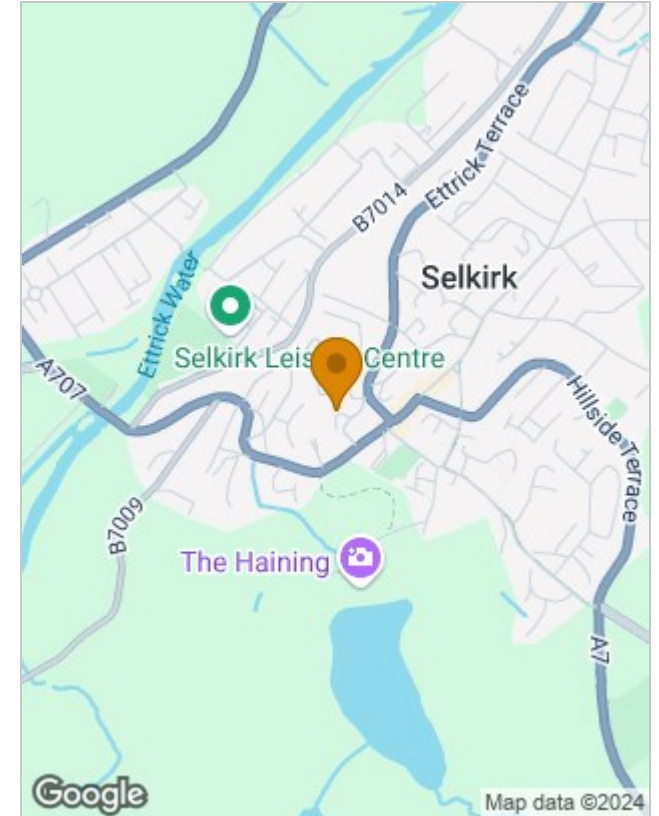 Ettrick Terrace
B7014
Selkirk
Ettrick Water
Selkirk Leis Centre
A707
Hillside Terrace
B7009
The Haining
A7
Google
Map data ©2024